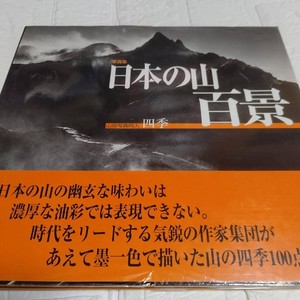 写真集
日本の山
百景
四季
日本の山の幽玄な味わいは
濃厚な油彩では表現できない。
時代をリードする気鋭の作家集団が
あえて墨一色で描いた山の四季100点